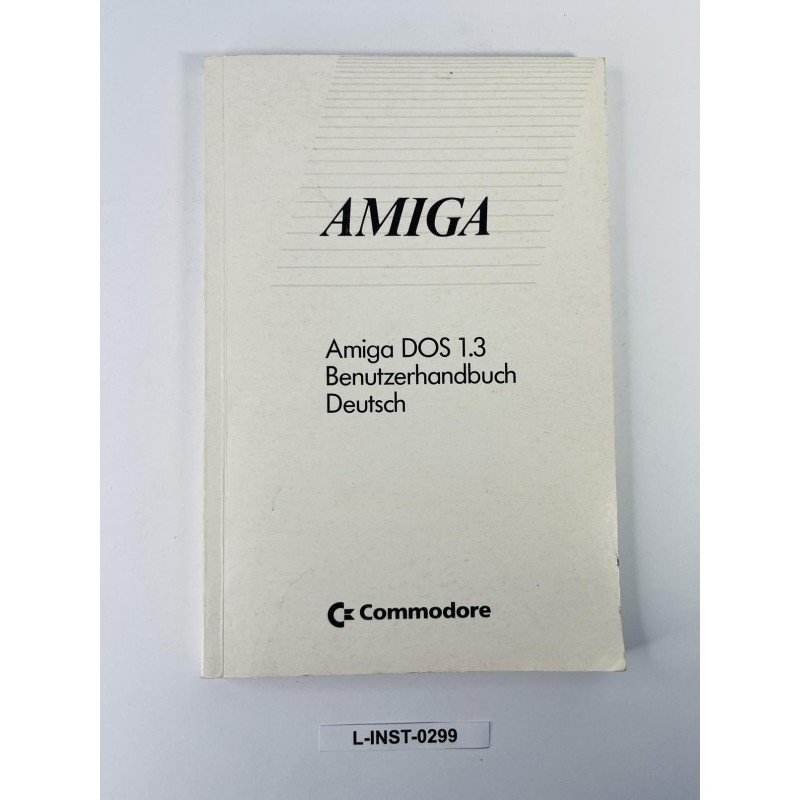 AMIGA
Amiga DOS 1.3
Benutzerhandbuch
Deutsch
Commodore
L-INST-0299